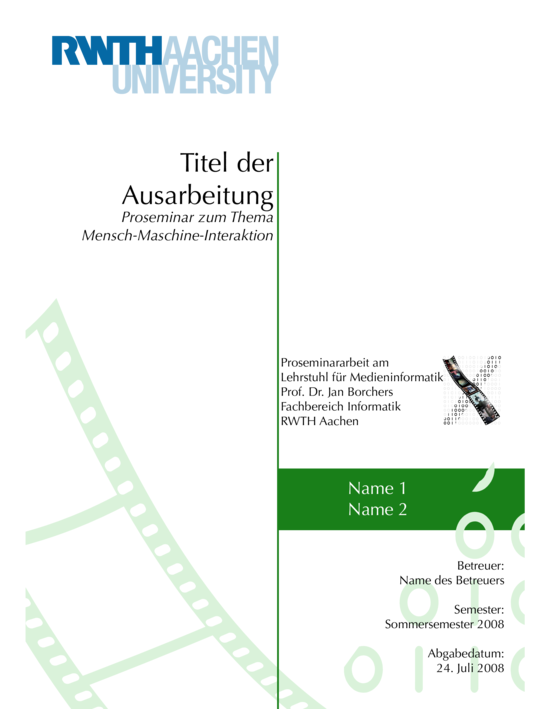 RWTHAACHEN
UNIVERSITY
Titel der
Ausarbeitung
Proseminar zum Thema
Mensch-Maschine-Interaktion
Proseminararbeit am
Lehrstuhl für Medieninformatik
Prof. Dr. Jan Borchers
Fachbereich Informatik
RWTH Aachen
Name 1
Name 2
Betreuer:
Name des Betreuers
Semester:
Sommersemester 2008
Abgabedatum:
24. Juli 2008